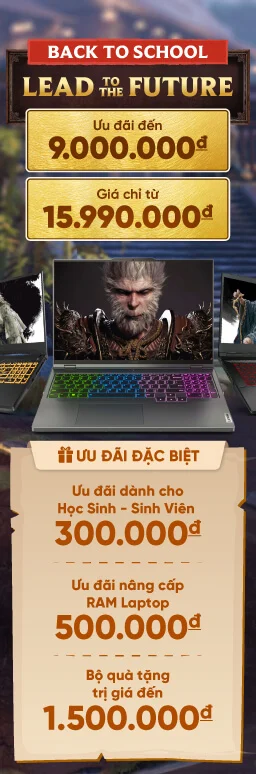 BACK TO SCHOOL
LEAD TO THE FUTURE
Ưu đãi đến
9.000.000đ
Giá chỉ từ
15.990.000đ
ƯU ĐÃI ĐẶC BIỆT
Ưu đãi dành cho
Học Sinh - Sinh Viên
300.000đ
Ưu đãi nâng cấp
RAM Laptop
500.000đ
Bộ quà tặng
trị giá đến
1.500.000đ